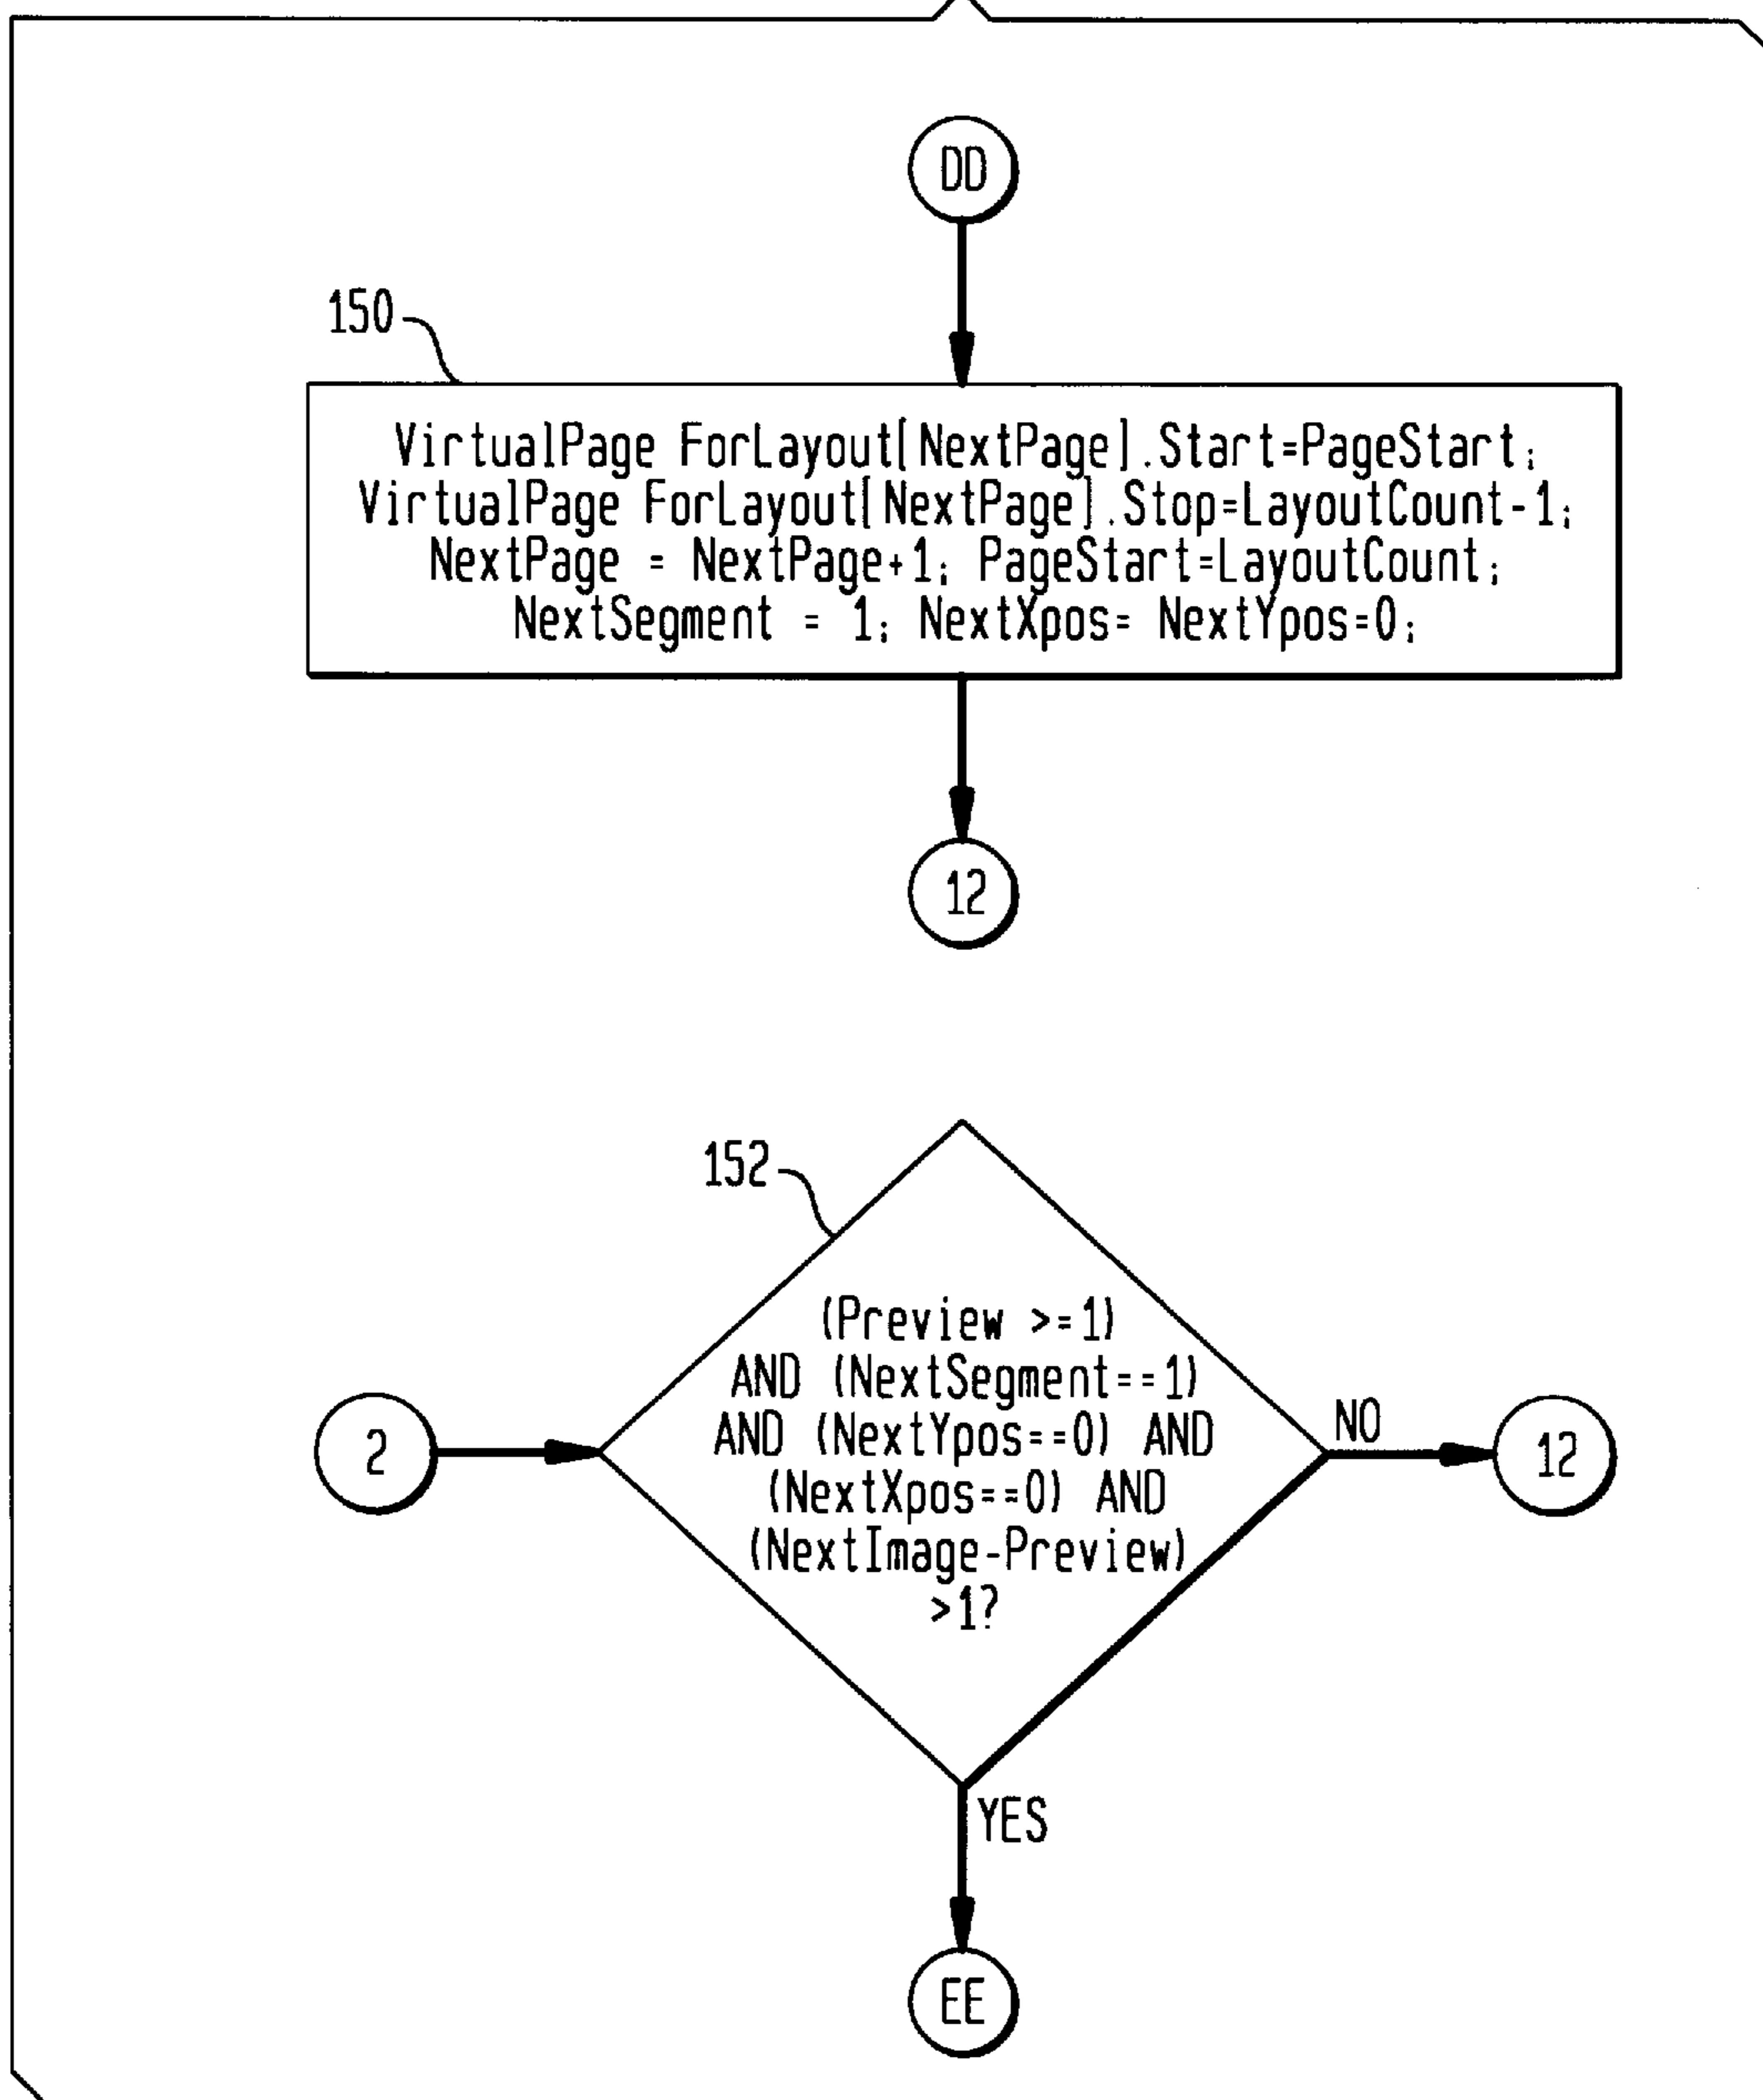 DD
150
VirtualPage ForLayout[NextPage].Start=PageStart;
VirtualPage ForLayout[NextPage].Stop=LayoutCount-1;
NextPage = NextPage+1; PageStart=LayoutCount;
NextSegment = 1; NextXpos= NextYpos=0;
12
152
(Preview >=1)
AND (NextSegment==1)
AND (NextYpos==0) AND
(NextXpos==0) AND
(NextImage-Preview)
>1?
2
NO
12
YES
EE